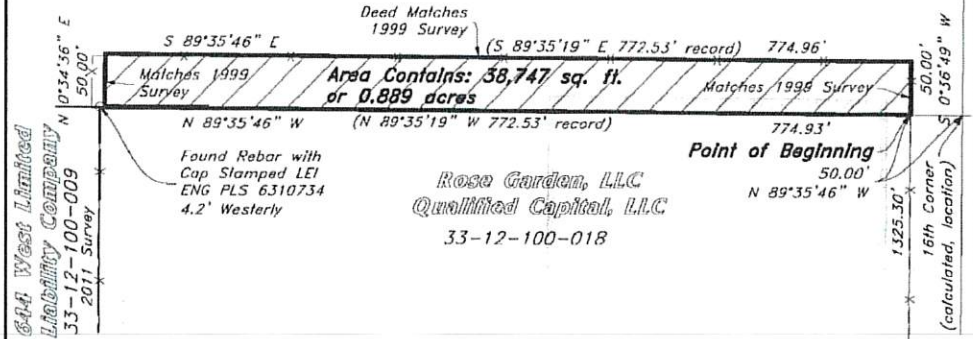 Deed Matches
1999 Survey
S 89°35'46" E
(S 89°35'19" E 772.53' record)
774.96'
N 0°34'56" E
50.00'
Matches 1999
Survey
Area Contains: 38,747 sq. ft.
or 0.889 acres
Matches 1999 Survey
50.00'
S 0°36'49" W
N 89°35'46" W
(N 89°35'19" W 772.53' record)
774.93'
Point of Beginning
50.00'
N 89°35'46" W
Found Rebar with
Cap Stamped LEI
ENG PLS 6310734
4.2' Westerly
Rose Garden, LLC
Qualified Capital, LLC
33-12-100-018
644 West Limited
Liability Company
33-12-100-009
2011 Survey
1325.30'
16th Corner
(calculated, location)